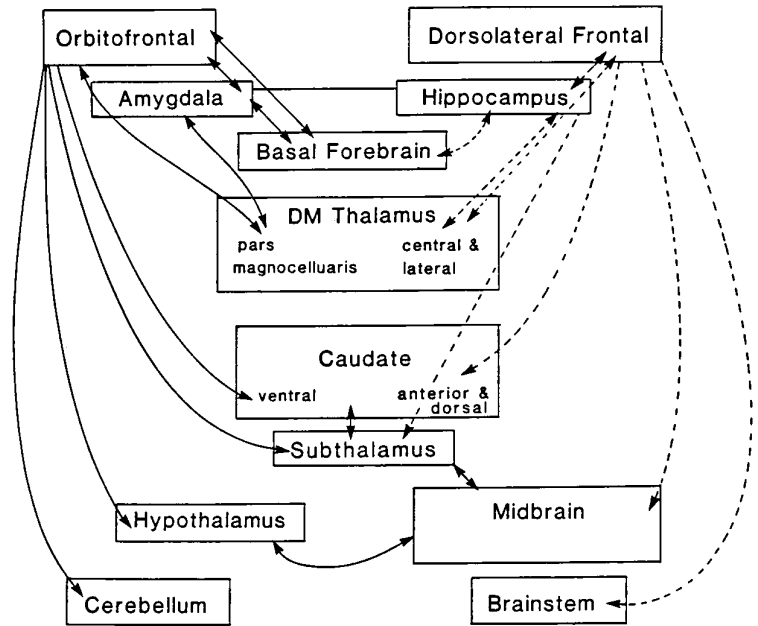 Orbitofrontal
Dorsolateral Frontal
Amygdala
Hippocampus
Basal Forebrain
DM Thalamus
pars
magnocelluaris
central &
lateral
Caudate
ventral
anterior &
dorsal
Subthalamus
Midbrain
Hypothalamus
Cerebellum
Brainstem